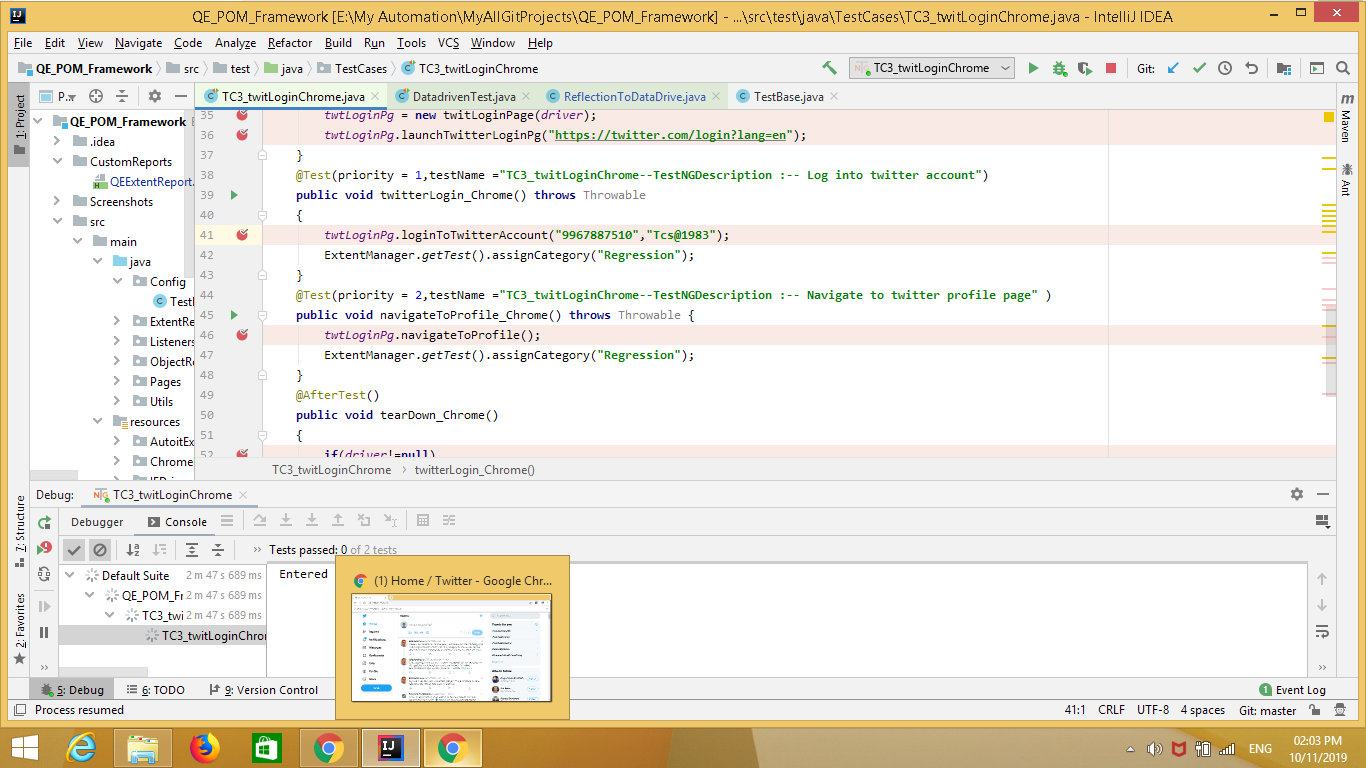 QE_POM_Framework [E:\My Automation\MyAllGitProjects\QE_POM_Framework] - ...\src\test\java\TestCases\TC3_twitLoginChrome.java - IntelliJ IDEA
File Edit View Navigate Code Analyze Refactor Build Run Tools VCS Window Help
QE_POM_Framework src test java TestCases TC3_twitLoginChrome
TC3_twitLoginChrome Git:
P.. TC3_twitLoginChrome.java DatadrivenTest.java ReflectionToDataDrive.java TestBase.java
1: Project
7: Structure
2: Favorites
Maven
Ant
QE_POM_Framework
.idea
CustomReports
QEExtentReport.
Screenshots
src
main
java
Config
Test
ExtentRe
Listeners
ObjectRe
Pages
Utils
resources
AutoitEx
Chrome
35 twtLoginPg = new twitLoginPage(driver);
36 twtLoginPg.launchTwitterLoginPg("https://twitter.com/login?lang=en");
37 }
38 @Test(priority = 1,testName ="TC3_twitLoginChrome--TestNGDescription :-- Log into twitter account")
39 public void twitterLogin_Chrome() throws Throwable
40 {
41 twtLoginPg.loginToTwitterAccount("9967887510","Tcs@1983");
42 ExtentManager.getTest().assignCategory("Regression");
43 }
44 @Test(priority = 2,testName ="TC3_twitLoginChrome--TestNGDescription :-- Navigate to twitter profile page" )
45 public void navigateToProfile_Chrome() throws Throwable {
46 twtLoginPg.navigateToProfile();
47 ExtentManager.getTest().assignCategory("Regression");
48 }
49 @AfterTest()
50 public void tearDown_Chrome()
51 {
52 if(driver!=null)
TC3_twitLoginChrome twitterLogin_Chrome()
Debug: TC3_twitLoginChrome
Debugger Console
Tests passed: 0 of 2 tests
Default Suite 2 m 47 s 689 ms
QE_POM_Fr 2 m 47 s 689 ms
TC3_twi 2 m 47 s 689 ms
TC3_twitLoginChror
Entered
(1) Home / Twitter - Google Chr...
5: Debug 6: TODO 9: Version Control 1 Event Log
Process resumed 41:1 CRLF UTF-8 4 spaces Git: master
ENG 02:03 PM
10/11/2019